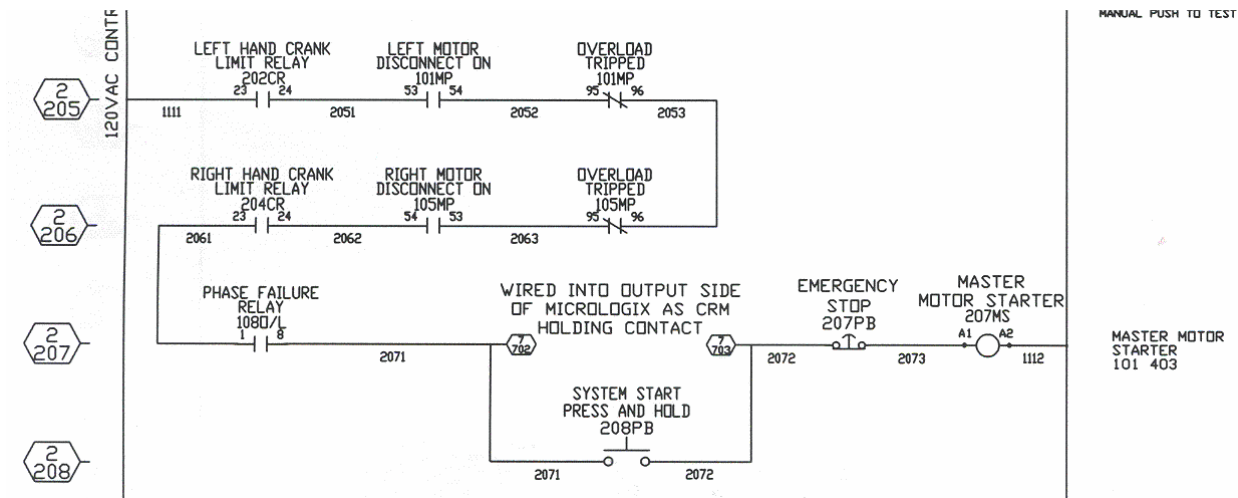 MANUAL PUSH TO TEST
120VAC CONTR
LEFT HAND CRANK
LIMIT RELAY
202CR
23 24
LEFT MOTOR
DISCONNECT ON
101MP
53 54
OVERLOAD
TRIPPED
101MP
95 96
2
205
1111
2051
2052
2053
RIGHT HAND CRANK
LIMIT RELAY
204CR
23 24
RIGHT MOTOR
DISCONNECT ON
105MP
54 53
OVERLOAD
TRIPPED
105MP
95 96
2
206
2061
2062
2063
PHASE FAILURE
RELAY
108O/L
1 8
WIRED INTO OUTPUT SIDE
OF MICROLOGIX AS CRM
HOLDING CONTACT
EMERGENCY
STOP
207PB
MASTER
MOTOR STARTER
207MS
A1 A2
2
207
2071
7
702
7
703
2072
2073
1112
MASTER MOTOR
STARTER
101 403
SYSTEM START
PRESS AND HOLD
208PB
2
208
2071
2072